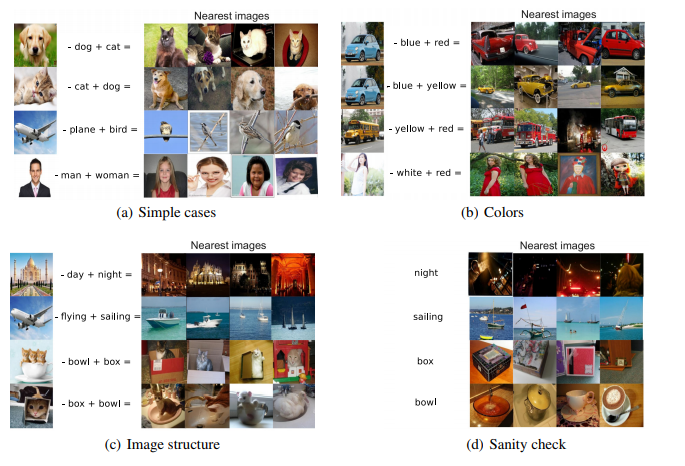 Nearest images
- dog + cat =
- cat + dog =
- plane + bird =
- man + woman =
(a) Simple cases
Nearest images
- blue + red =
- blue + yellow =
- yellow + red =
- white + red =
(b) Colors
Nearest images
- day + night =
- flying + sailing =
- bowl + box =
- box + bowl =
(c) Image structure
Nearest images
night
sailing
box
bowl
(d) Sanity check